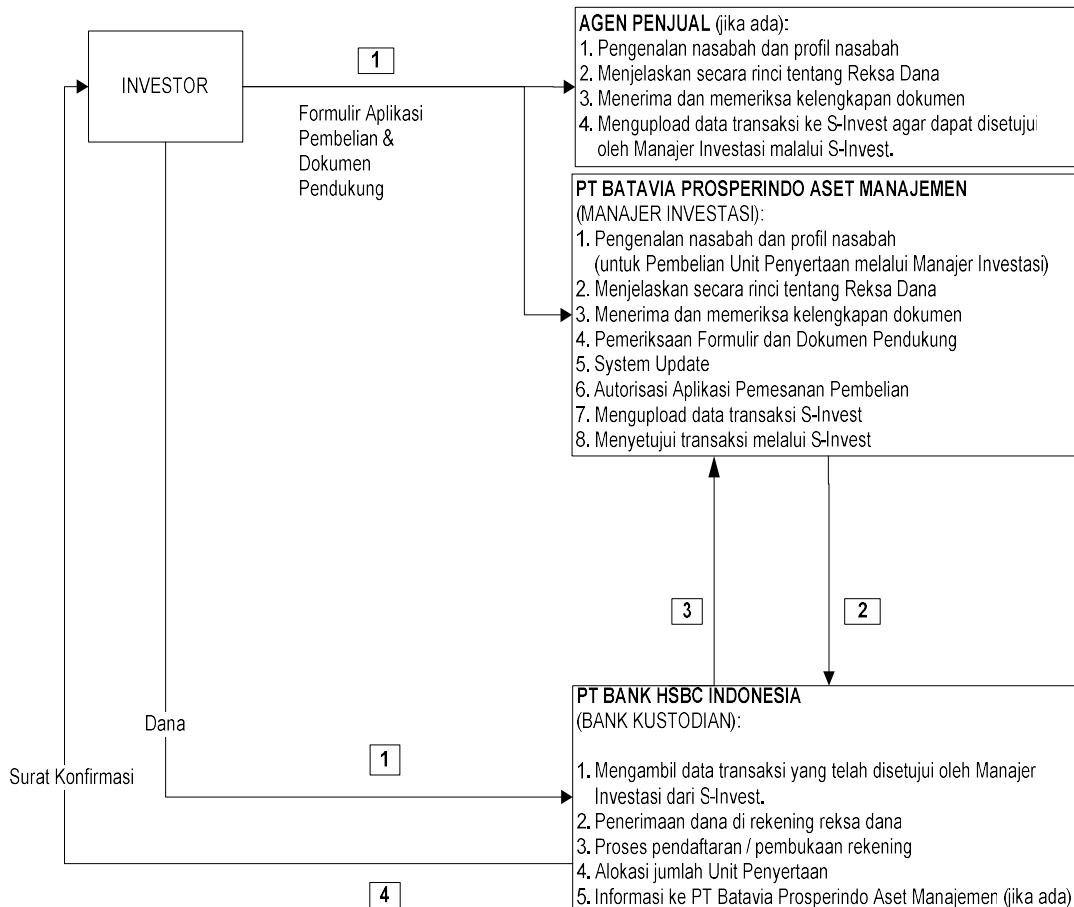 INVESTOR
1
Formulir Aplikasi
Pembelian &
Dokumen
Pendukung
AGEN PENJUAL (jika ada):
1. Pengenalan nasabah dan profil nasabah
2. Menjelaskan secara rinci tentang Reksa Dana
3. Menerima dan memeriksa kelengkapan dokumen
4. Mengupload data transaksi ke S-Invest agar dapat disetujui
oleh Manajer Investasi malalui S-Invest.
PT BATAVIA PROSPERINDO ASET MANAJEMEN
(MANAJER INVESTASI):
1. Pengenalan nasabah dan profil nasabah
(untuk Pembelian Unit Penyertaan melalui Manajer Investasi)
2. Menjelaskan secara rinci tentang Reksa Dana
3. Menerima dan memeriksa kelengkapan dokumen
4. Pemeriksaan Formulir dan Dokumen Pendukung
5. System Update
6. Autorisasi Aplikasi Pemesanan Pembelian
7. Mengupload data transaksi S-Invest
8. Menyetujui transaksi melalui S-Invest
3
2
Dana
1
Surat Konfirmasi
4
PT BANK HSBC INDONESIA
(BANK KUSTODIAN):
1. Mengambil data transaksi yang telah disetujui oleh Manajer
Investasi dari S-Invest.
2. Penerimaan dana di rekening reksa dana
3. Proses pendaftaran / pembukaan rekening
4. Alokasi jumlah Unit Penyertaan
5. Informasi ke PT Batavia Prosperindo Aset Manajemen (jika ada)